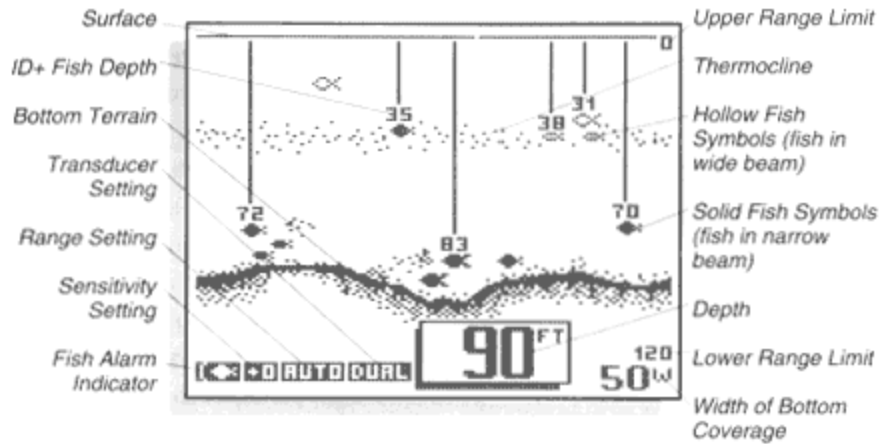 Surface
ID+ Fish Depth
Bottom Terrain
Transducer
Setting
Range Setting
Sensitivity
Setting
Fish Alarm
Indicator
0
35
38
31
72
83
70
90 FT
120
50W
+0 AUTO DUAL
Upper Range Limit
Thermocline
Hollow Fish
Symbols (fish in
wide beam)
Solid Fish Symbols
(fish in narrow
beam)
Depth
Lower Range Limit
Width of Bottom
Coverage